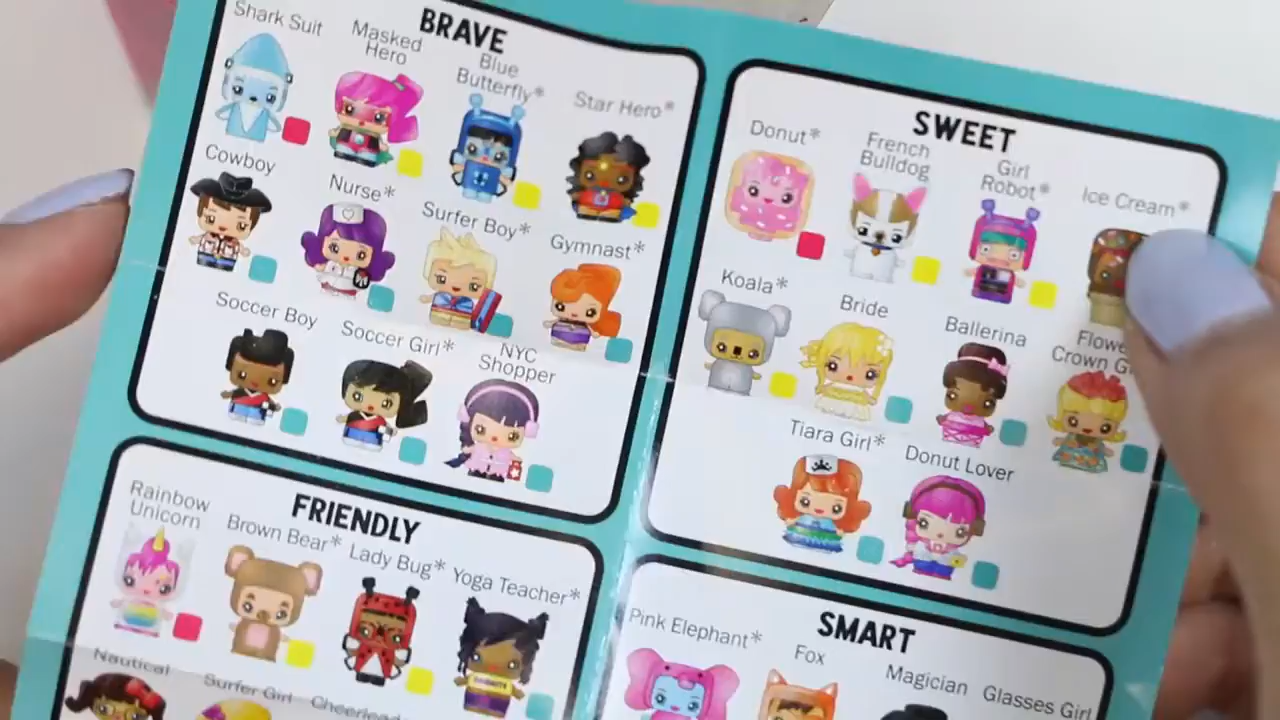 BRAVE
Shark Suit
Masked
Hero
Blue
Butterfly*
Star Hero*
Cowboy
Nurse*
Surfer Boy*
Gymnast*
Soccer Boy
Soccer Girl*
NYC
Shopper
SWEET
Donut*
French
Bulldog
Girl
Robot*
Ice Cream*
Koala*
Bride
Ballerina
Crown
Tiara Girl*
Donut Lover
FRIENDLY
Rainbow
Unicorn
Brown Bear*
Lady Bug*
Yoga Teacher*
Nautical
Surfer Girl
SMART
Pink Elephant*
Fox
Magician
Glasses Girl